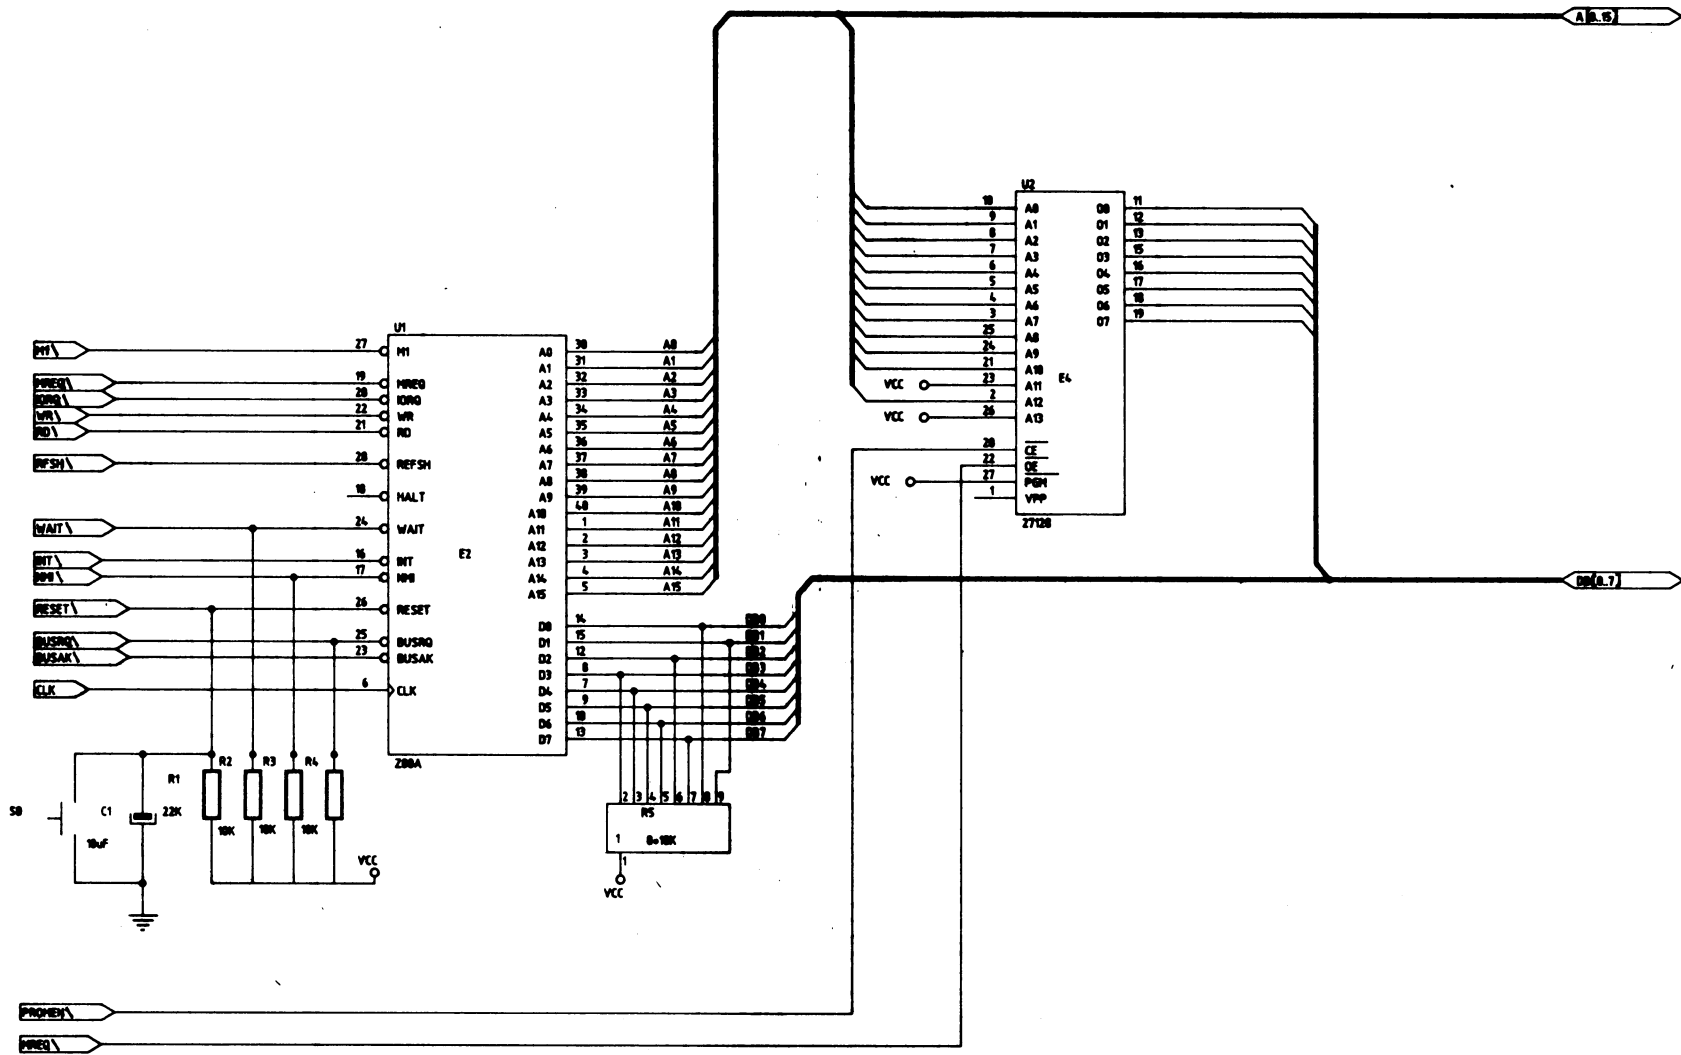 A[0..15]
U2
10 A0 O0 11
9 A1 O1 12
8 A2 O2 13
7 A3 O3 15
6 A4 O4 16
5 A5 O5 17
4 A6 O6 18
3 A7 O7 19
25 A8
24 A9
21 A10
VCC 23 A11 E4
2 A12
VCC 26 A13
20 CE
22 OE
VCC 27 PGM
1 VPP
27128
U1
M1\ 27 M1 A0 30 A0
A1 31 A1
MREQ\ 19 MREQ A2 32 A2
IORQ\ 20 IORQ A3 33 A3
WR\ 22 WR A4 34 A4
RD\ 21 RD A5 35 A5
A6 36 A6
RFSH\ 28 REFSH A7 37 A7
A8 38 A8
18 HALT A9 39 A9
A10 40 A10
WAIT\ 24 WAIT A11 1 A11
E2 A12 2 A12
INT\ 16 INT A13 3 A13
NMI\ 17 NMI A14 4 A14
A15 5 A15
DB[0..7]
RESET\ 26 RESET
D0 14 DB0
BUSRQ\ 25 BUSRQ D1 15 DB1
BUSAK\ 23 BUSAK D2 12 DB2
D3 8 DB3
CLK\ 6 CLK D4 7 DB4
D5 9 DB5
D6 10 DB6
D7 13 DB7
Z80A
R1 R2 R3 R4
S0 C1 22K
10uF 10K 10K 10K
VCC
2 3 4 5 6 7 8 9
R5
1 8*10K
1
VCC
PROMEN\
MREQ\